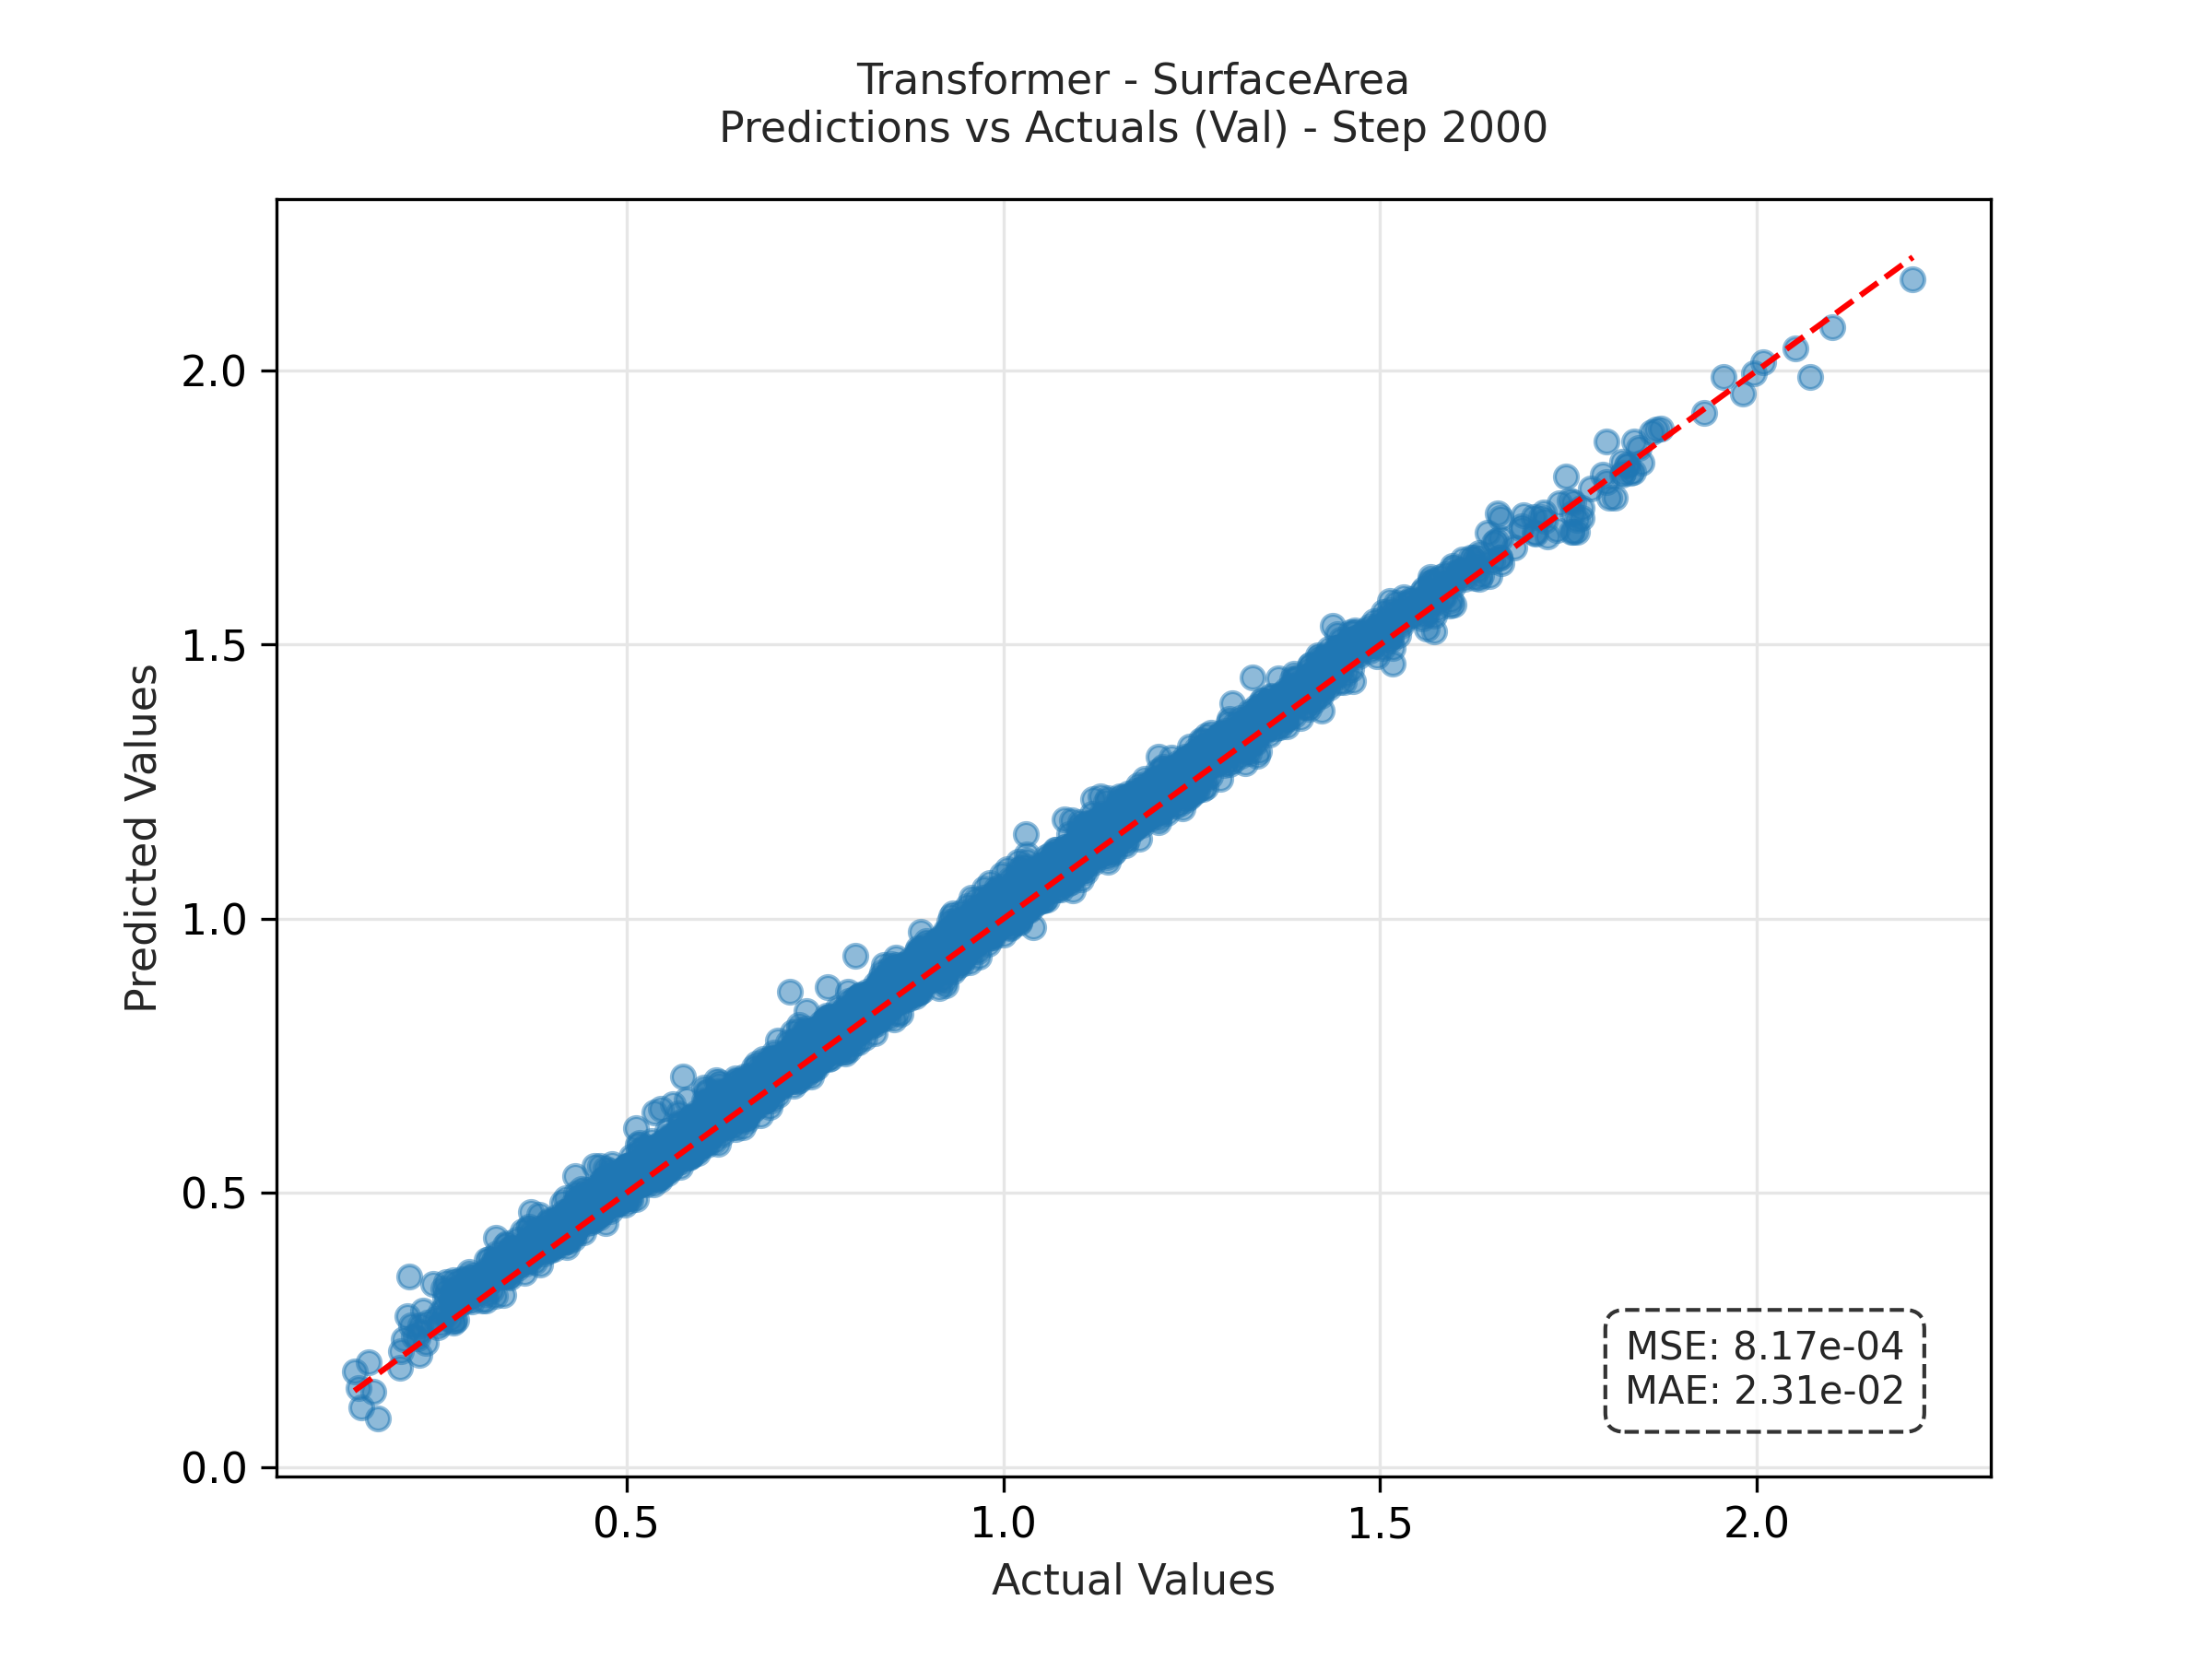 Transformer - SurfaceArea
Predictions vs Actuals (Val) - Step 2000
Predicted Values
2.0
1.5
1.0
0.5
0.0
MSE: 8.17e-04
MAE: 2.31e-02
0.5
1.0
1.5
2.0
Actual Values